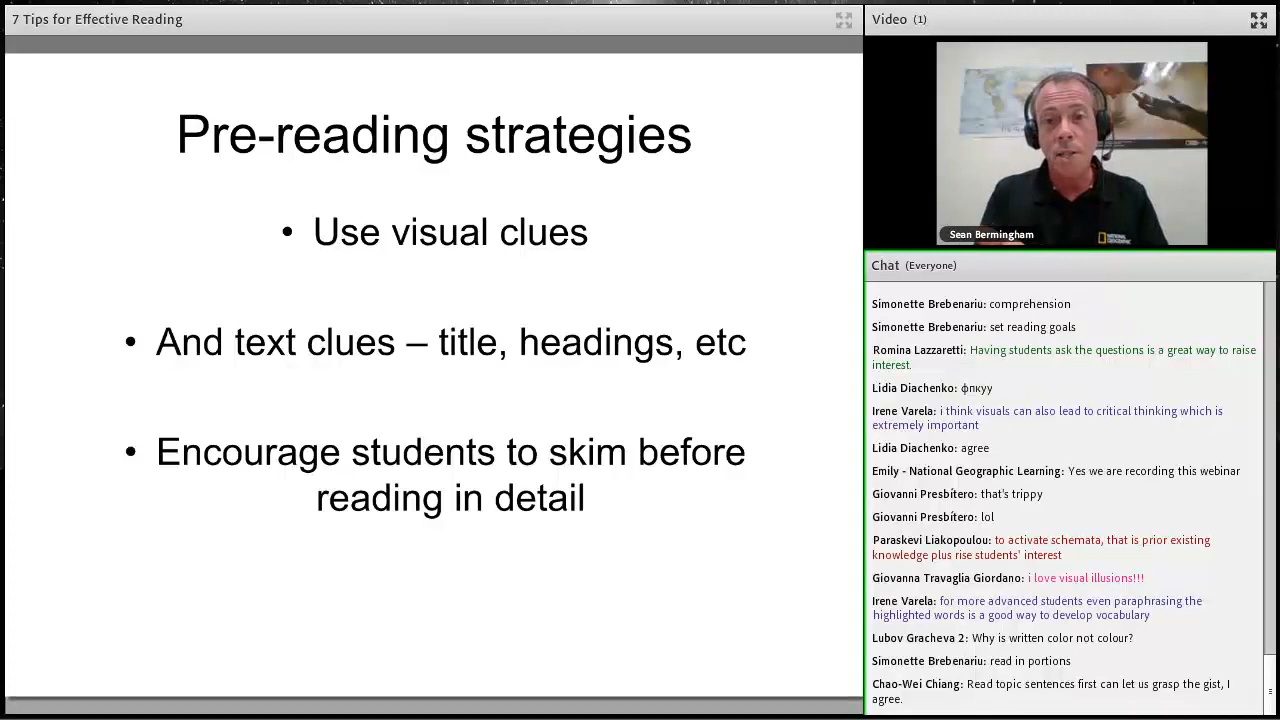 7 Tips for Effective Reading
Pre-reading strategies
• Use visual clues
• And text clues – title, headings, etc
• Encourage students to skim before
reading in detail
Video (1)
NATIONAL
GEOGRAPHIC
Sean Bermingham
Chat (Everyone)
Simonette Brebenariu: comprehension
Simonette Brebenariu: set reading goals
Romina Lazzaretti: Having students ask the questions is a great way to raise
interest.
Lidia Diachenko: фпкуу
Irene Varela: i think visuals can also lead to critical thinking which is
extremely important
Lidia Diachenko: agree
Emily - National Geographic Learning: Yes we are recording this webinar
Giovanni Presbítero: that's trippy
Giovanni Presbítero: lol
Paraskevi Liakopoulou: to activate schemata, that is prior existing
knowledge plus rise students' interest
Giovanna Travaglia Giordano: i love visual illusions!!!
Irene Varela: for more advanced students even paraphrasing the
highlighted words is a good way to develop vocabulary
Lubov Gracheva 2: Why is written color not colour?
Simonette Brebenariu: read in portions
Chao-Wei Chiang: Read topic sentences first can let us grasp the gist, I
agree.